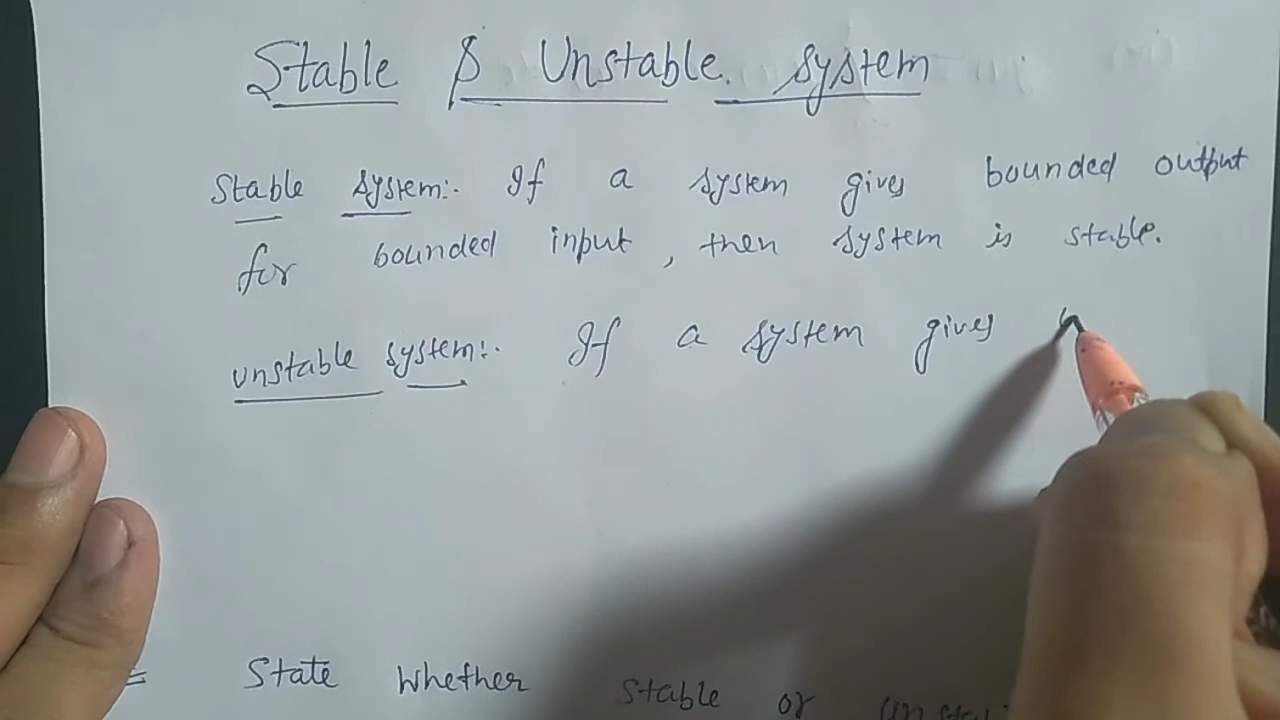 Stable & Unstable System
Stable System:- If a system gives bounded output
for bounded input, then system is stable.
unstable system:- If a system gives
= State whether stable or